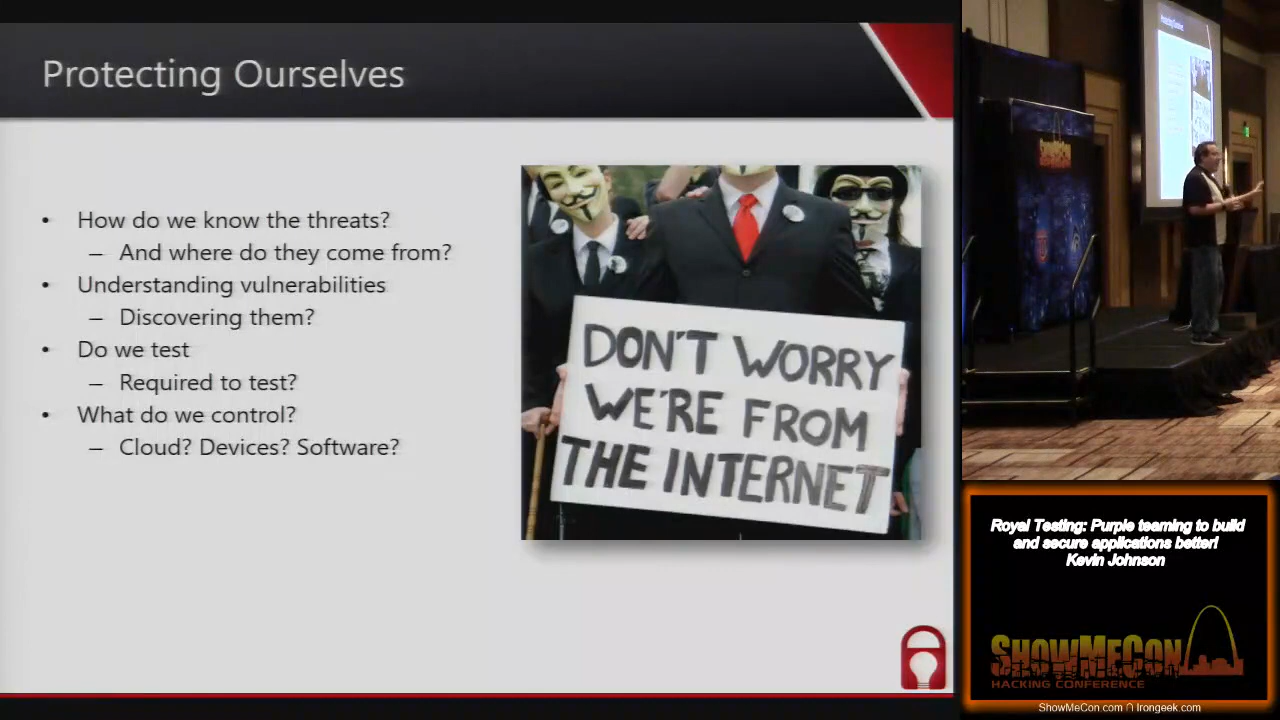 Protecting Ourselves
• How do we know the threats?
– And where do they come from?
• Understanding vulnerabilities
– Discovering them?
• Do we test
– Required to test?
• What do we control?
– Cloud? Devices? Software?
DON'T WORRY
WE'RE FROM
THE INTERNET
Royal Testing: Purple teaming to build
and secure applications better!
Kevin Johnson
SHOWMECON
HACKING CONFERENCE
ShowMeCon.com ∩ Irongeek.com